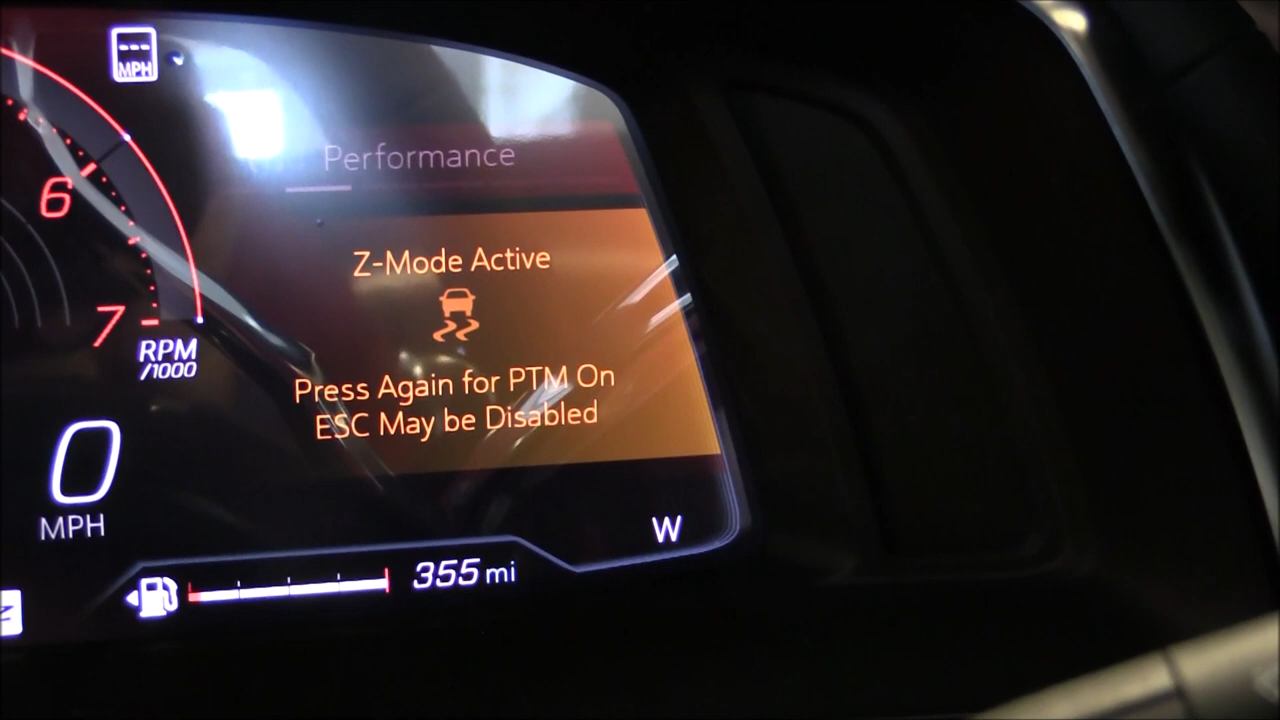 --- MPH
Performance
6
Z-Mode Active
7
RPM
/1000
Press Again for PTM On
ESC May be Disabled
0
MPH
W
355 mi